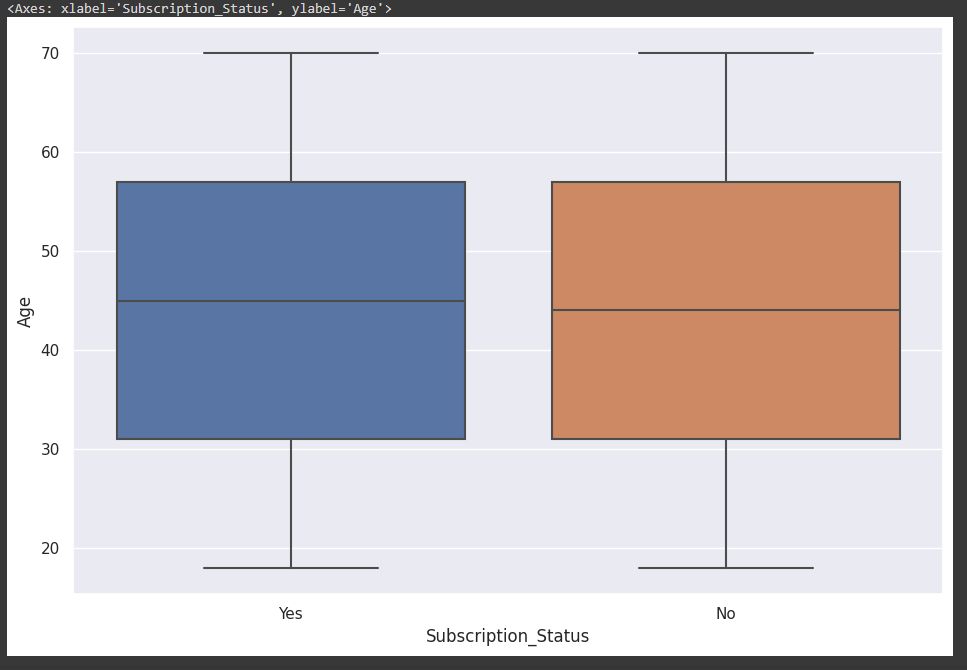 <Axes: xlabel='Subscription_Status', ylabel='Age'>
70
60
50
40
30
20
Age
Yes No
Subscription_Status